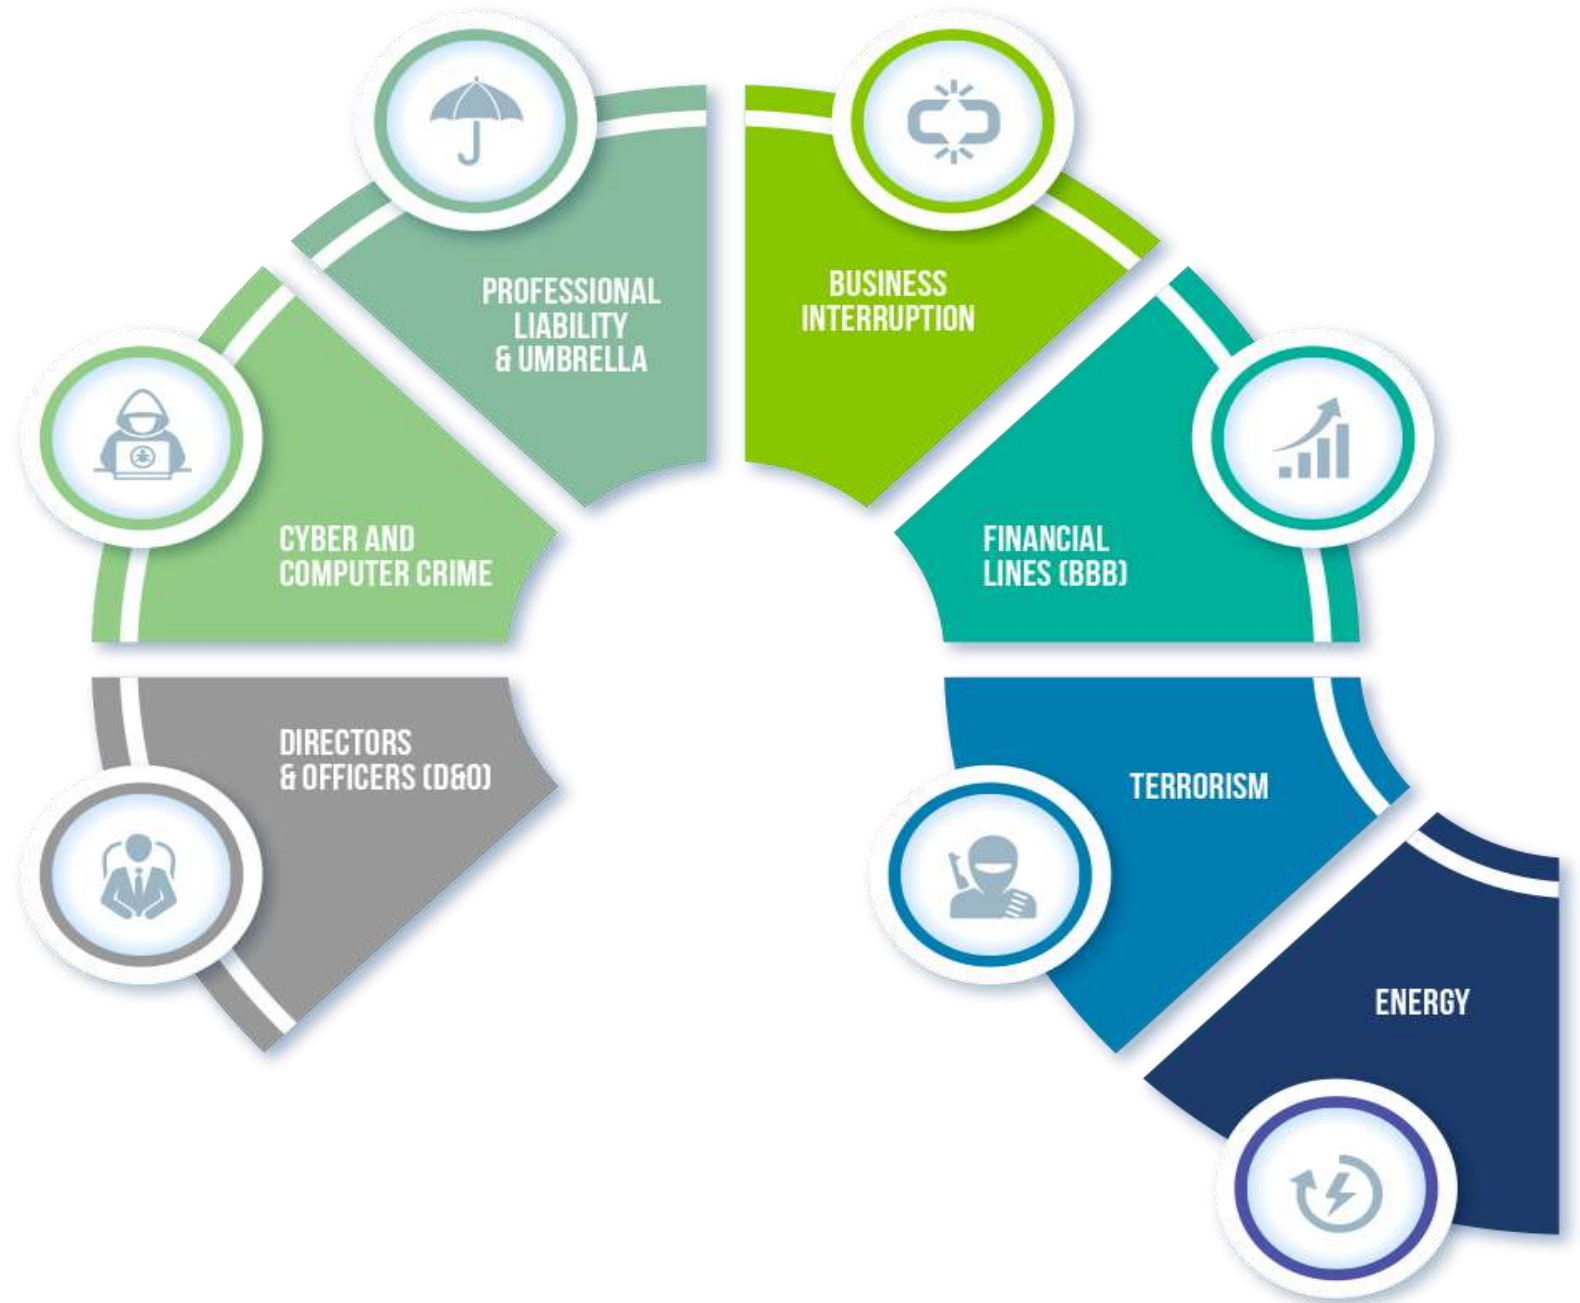 PROFESSIONAL
LIABILITY
& UMBRELLA
BUSINESS
INTERRUPTION
CYBER AND
COMPUTER CRIME
FINANCIAL
LINES (BBB)
DIRECTORS
& OFFICERS (D&O)
TERRORISM
ENERGY